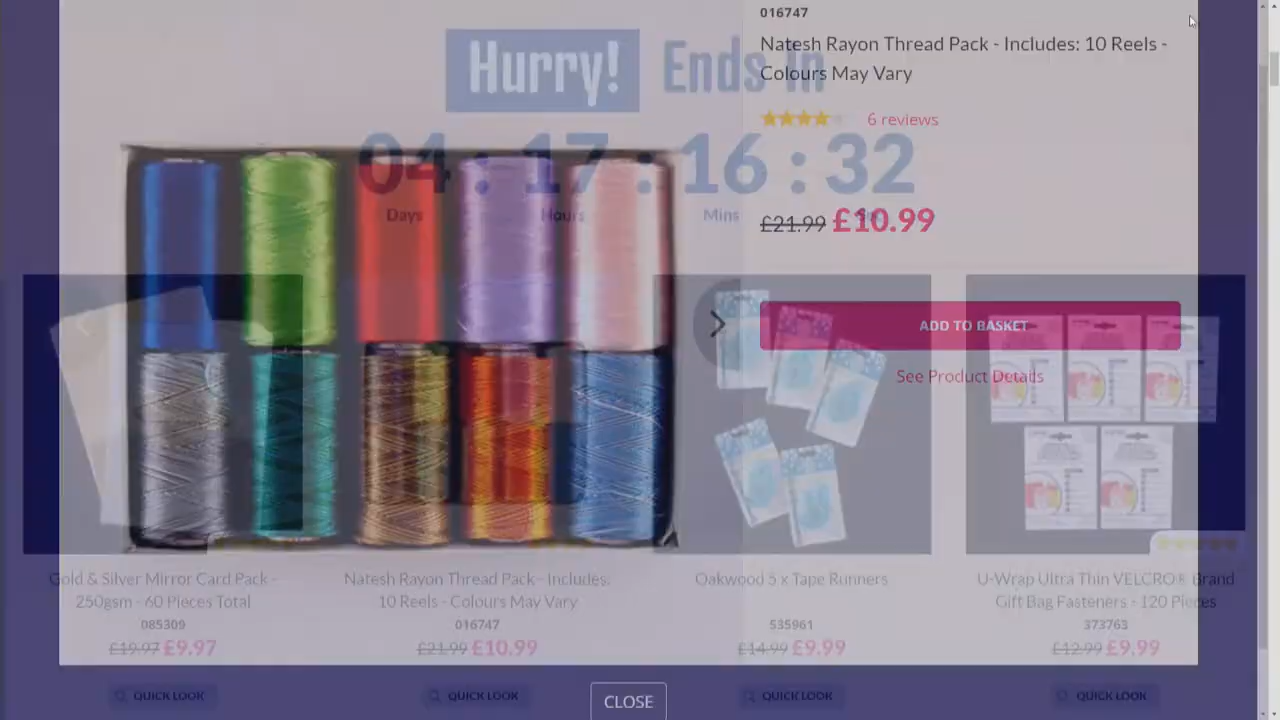 016747
Natesh Rayon Thread Pack - Includes: 10 Reels -
Colours May Vary
6 reviews
£21.99 £10.99
ADD TO BASKET
See Product Details
Hurry! Ends In
04 : 17 : 16 : 32
Days Hours Mins
Gold & Silver Mirror Card Pack -
250gsm - 60 Pieces Total
085309
£19.97 £9.97
QUICK LOOK
Natesh Rayon Thread Pack - Includes:
10 Reels - Colours May Vary
016747
£21.99 £10.99
QUICK LOOK
Oakwood 5 x Tape Runners
535961
£14.99 £9.99
QUICK LOOK
U-Wrap Ultra Thin VELCRO® Brand
Gift Bag Fasteners - 120 Pieces
373763
£12.99 £9.99
QUICK LOOK
CLOSE